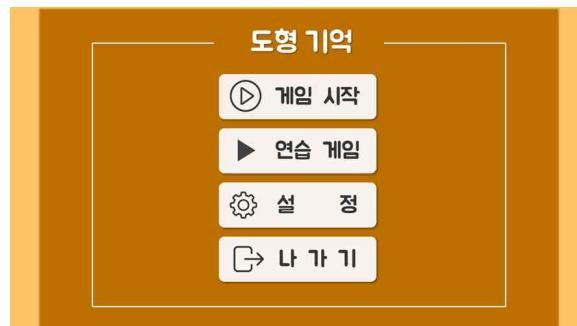 도형 기억
게임 시작
연습 게임
설 정
나 가 기